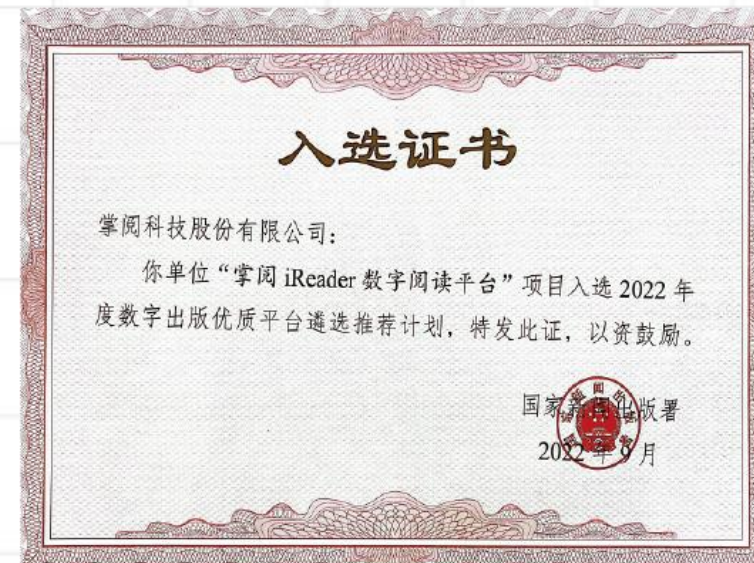 入选证书
掌阅科技股份有限公司：
你单位“掌阅 iReader 数字阅读平台”项目入选 2022 年
度数字出版优质平台遴选推荐计划，特发此证，以资鼓励。
国家新闻出版署
2022 年 9 月